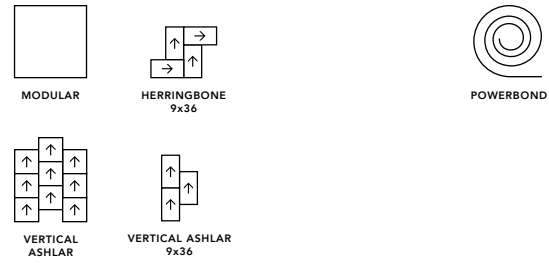 MODULAR
HERRINGBONE
9x36
POWERBOND
VERTICAL
ASHLAR
VERTICAL ASHLAR
9x36